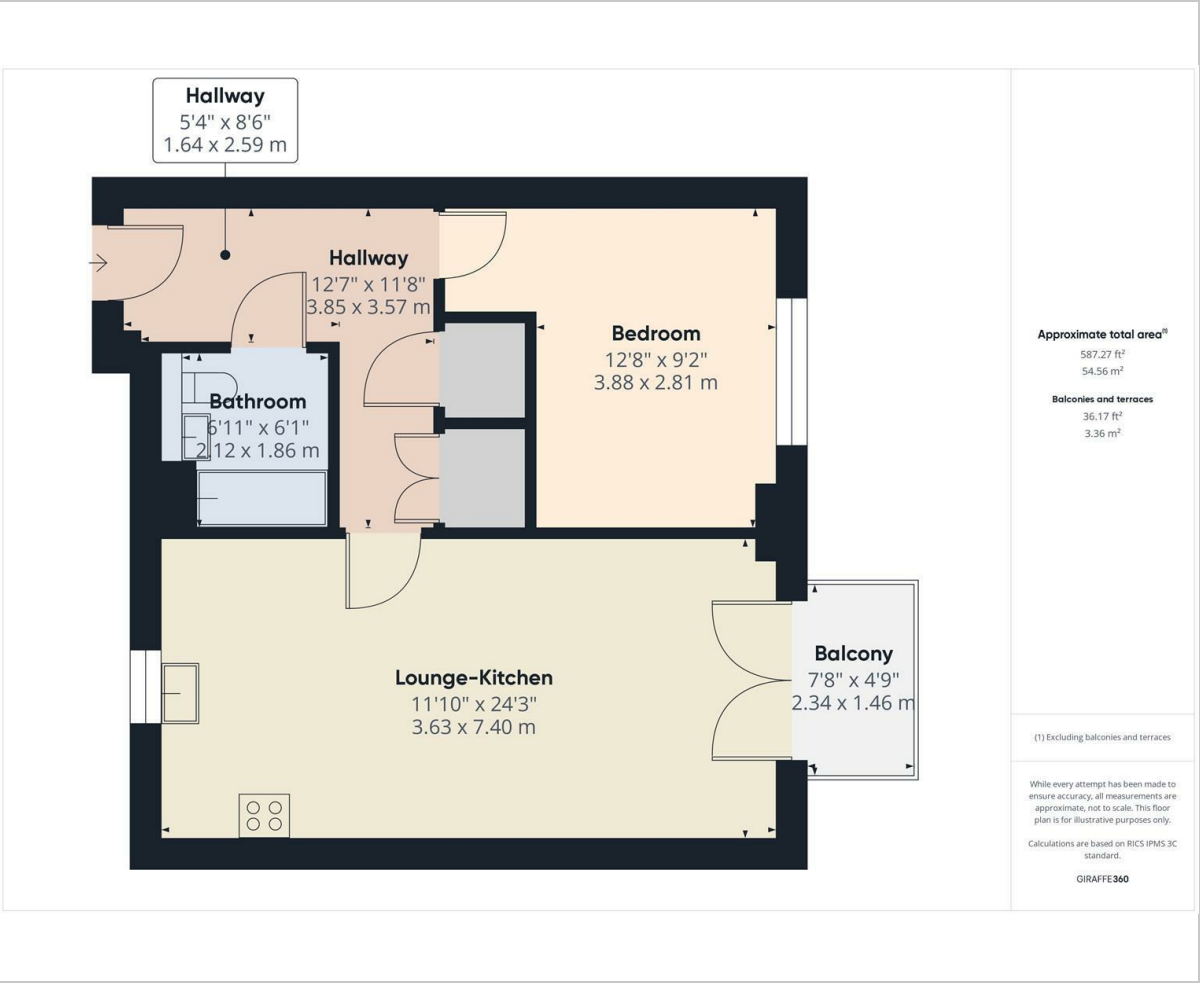 Hallway
5'4" x 8'6"
1.64 x 2.59 m
Hallway
12'7" x 11'8"
3.85 x 3.57 m
Bedroom
12'8" x 9'2"
3.88 x 2.81 m
Bathroom
6'11" x 6'1"
2.12 x 1.86 m
Lounge-Kitchen
11'10" x 24'3"
3.63 x 7.40 m
Balcony
7'8" x 4'9"
2.34 x 1.46 m
Approximate total area⁽¹⁾
587.27 ft²
54.56 m²
Balconies and terraces
36.17 ft²
3.36 m²
(1) Excluding balconies and terraces
While every attempt has been made to
ensure accuracy, all measurements are
approximate, not to scale. This floor
plan is for illustrative purposes only.
Calculations are based on RICS IPMS 3C
standard.
GIRAFFE360